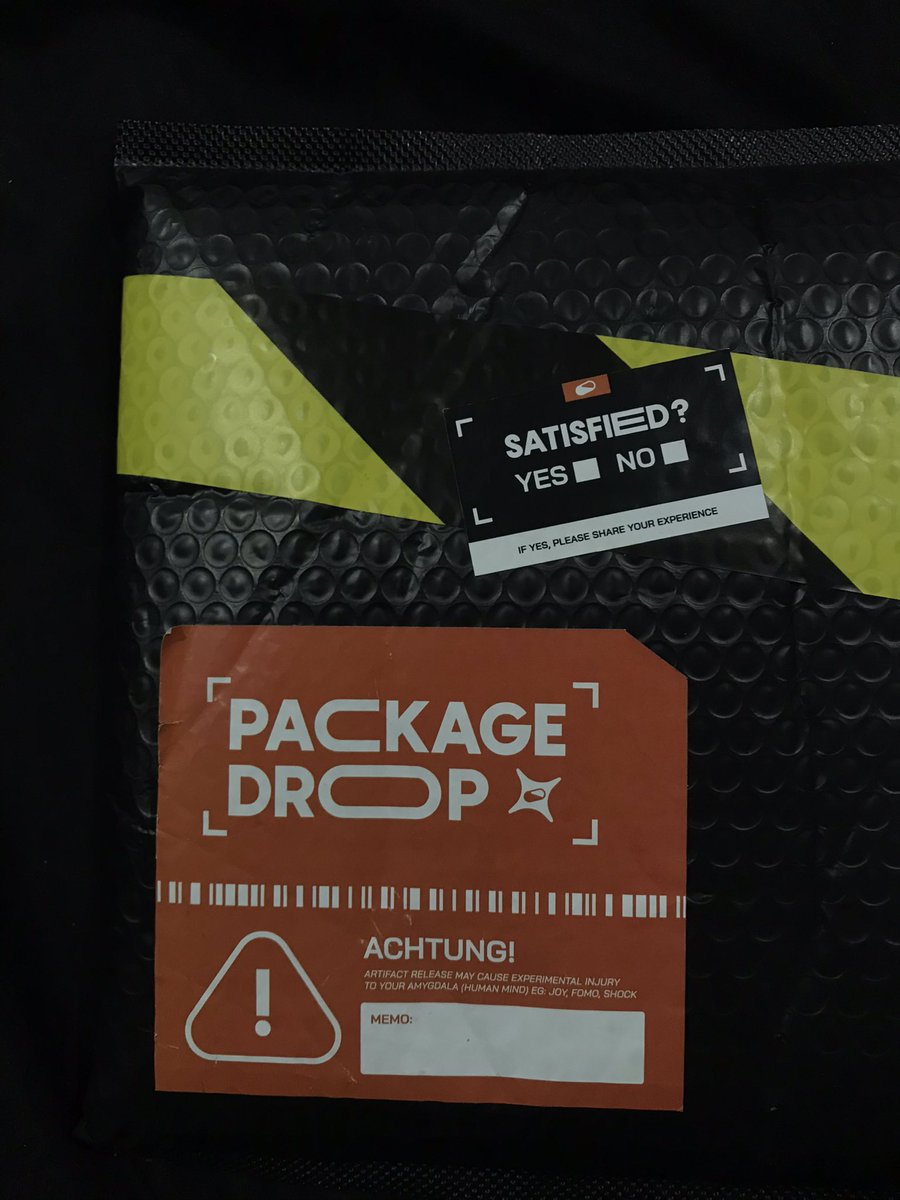 SATISFIED?
YES NO
IF YES, PLEASE SHARE YOUR EXPERIENCE
PACKAGE
DROP
ACHTUNG!
ARTIFACT RELEASE MAY CAUSE EXPERIMENTAL INJURY
TO YOUR AMYGDALA (HUMAN MIND) EG: JOY, FOMO, SHOCK
MEMO: